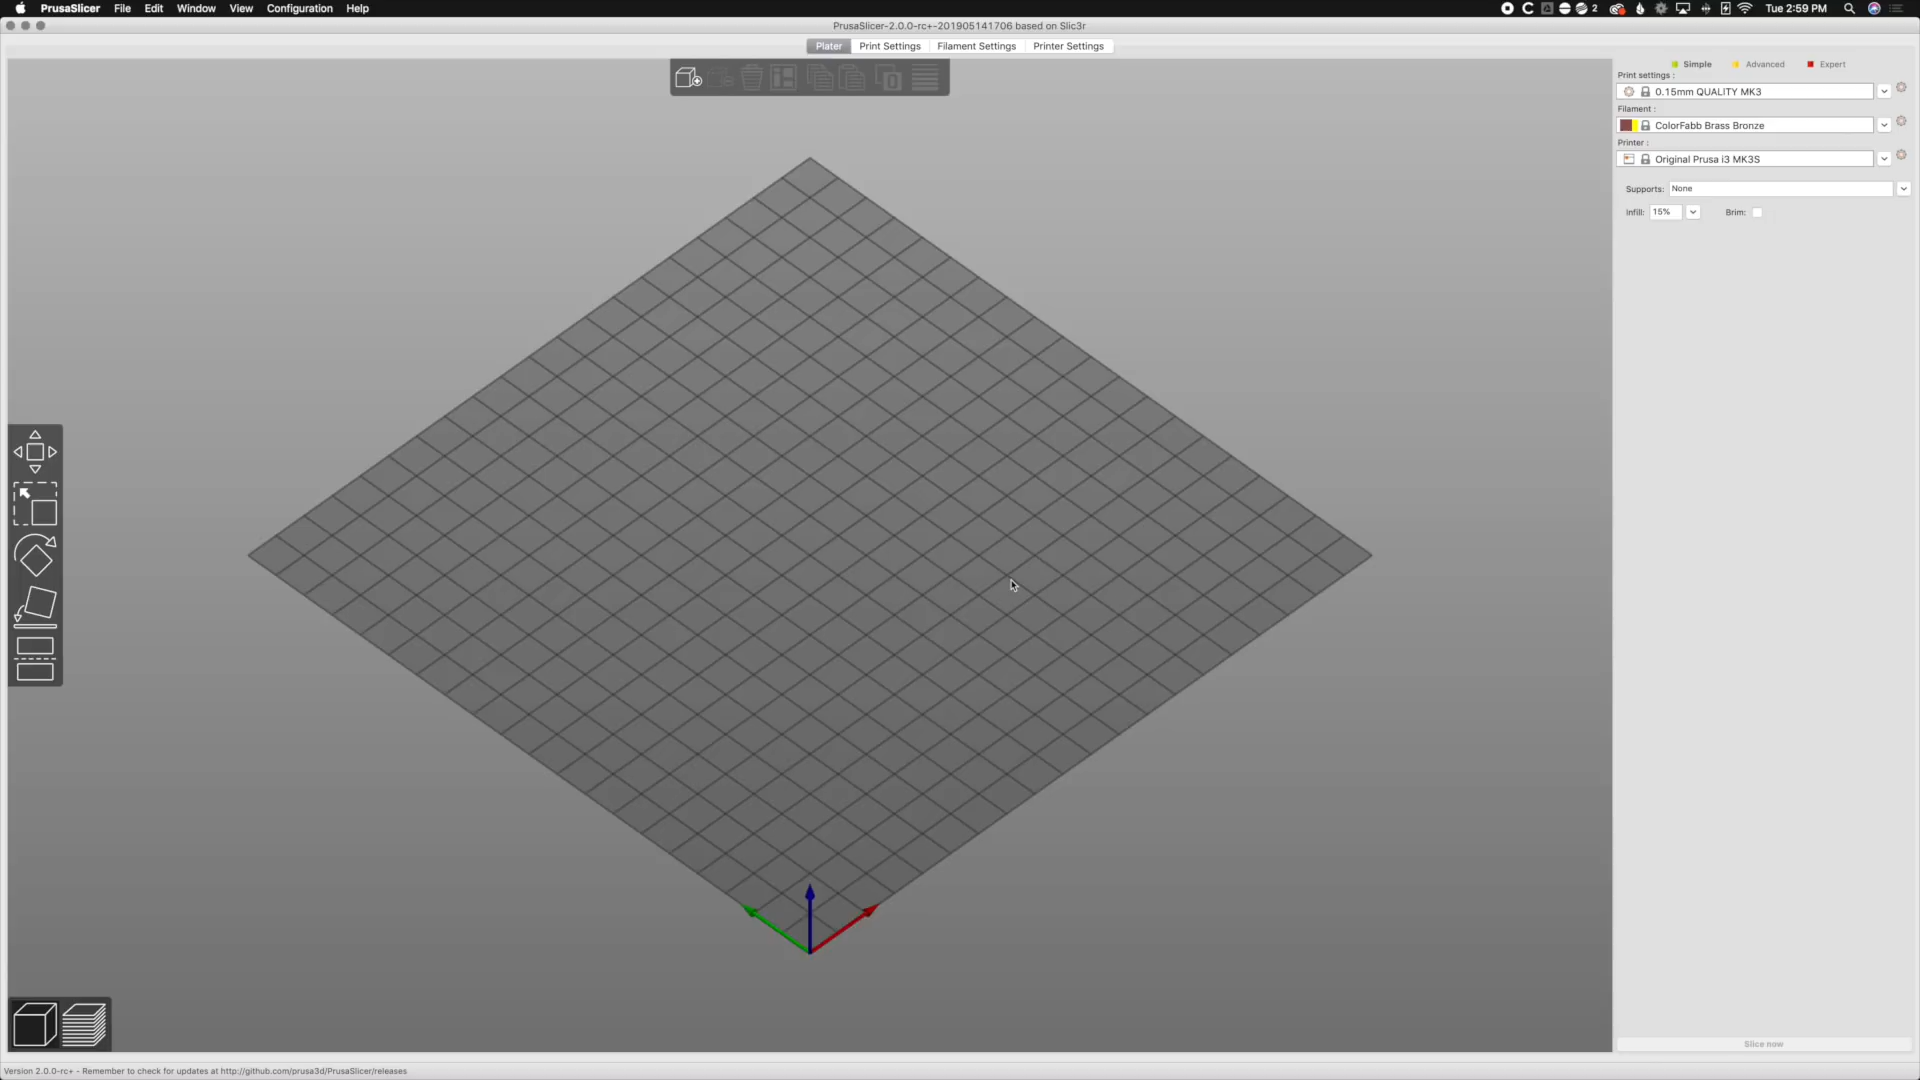 PrusaSlicer File Edit Window View Configuration Help
2 Tue 2:59 PM
PrusaSlicer-2.0.0-rc+-201905141706 based on Slic3r
Plater Print Settings Filament Settings Printer Settings
Simple Advanced Expert
Print settings :
0.15mm QUALITY MK3
Filament :
ColorFabb Brass Bronze
Printer :
Original Prusa i3 MK3S
Supports: None
Infill: 15% Brim:
Slice now
Version 2.0.0-rc+ - Remember to check for updates at http://github.com/prusa3d/PrusaSlicer/releases